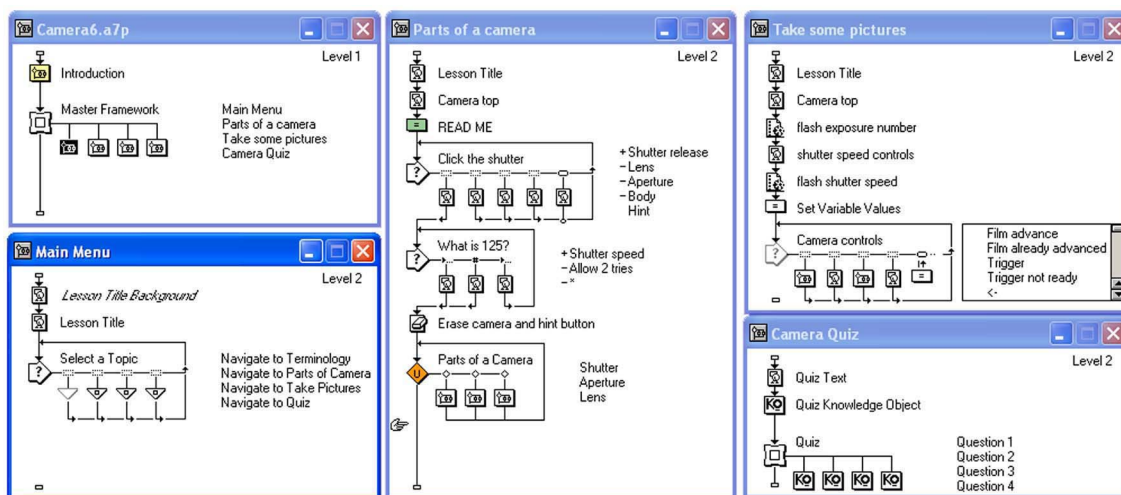 Camera6.a7p
Level 1
Introduction
Master Framework
Main Menu
Parts of a camera
Take some pictures
Camera Quiz
Main Menu
Level 2
Lesson Title Background
Lesson Title
Select a Topic
Navigate to Terminology
Navigate to Parts of Camera
Navigate to Take Pictures
Navigate to Quiz
Parts of a camera
Level 2
Lesson Title
Camera top
= READ ME
Click the shutter
?
+ Shutter release
- Lens
- Aperture
- Body
Hint
What is 125?
?
#
+ Shutter speed
- Allow 2 tries
- *
Erase camera and hint button
Parts of a Camera
U
Shutter
Aperture
Lens
Take some pictures
Level 2
Lesson Title
Camera top
flash exposure number
shutter speed controls
flash shutter speed
= Set Variable Values
Camera controls
?
=
Film advance
Film already advanced
Trigger
Trigger not ready
<-
Camera Quiz
Level 2
Quiz Text
KO Quiz Knowledge Object
Quiz
KO KO KO KO
Question 1
Question 2
Question 3
Question 4